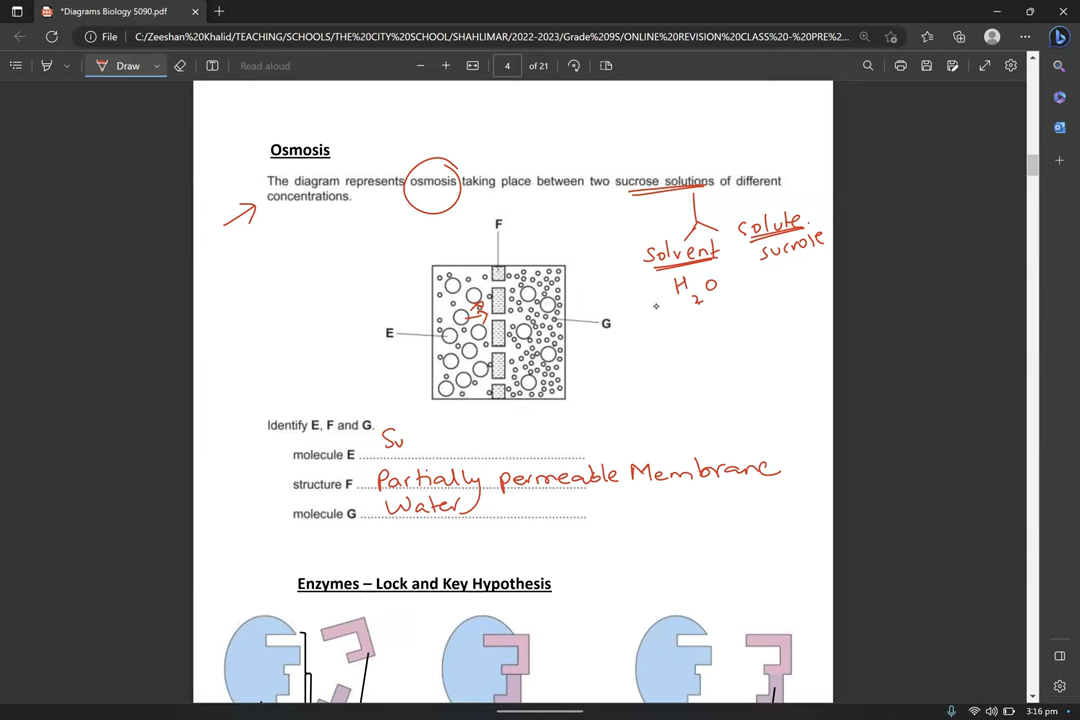 *Diagrams Biology 5090.pdf
File
C:/Zeeshan%20Khalid/TEACHING/SCHOOLS/THE%20CITY%20SCHOOL/SHAHLIMAR/2022-2023/Grade%209S/ONLINE%20REVISION%20CLASS%20-%20PRE%2...
Draw
Read aloud
4
of 21
Osmosis
The diagram represents osmosis taking place between two sucrose solutions of different
concentrations.
solute.
sucrose
solvent
H2O
F
E
G
Identify E, F and G.
Su
molecule E ................................................................
structure F .... Partially permeable Membrane
molecule G ........ Water
Enzymes – Lock and Key Hypothesis
3:16 pm